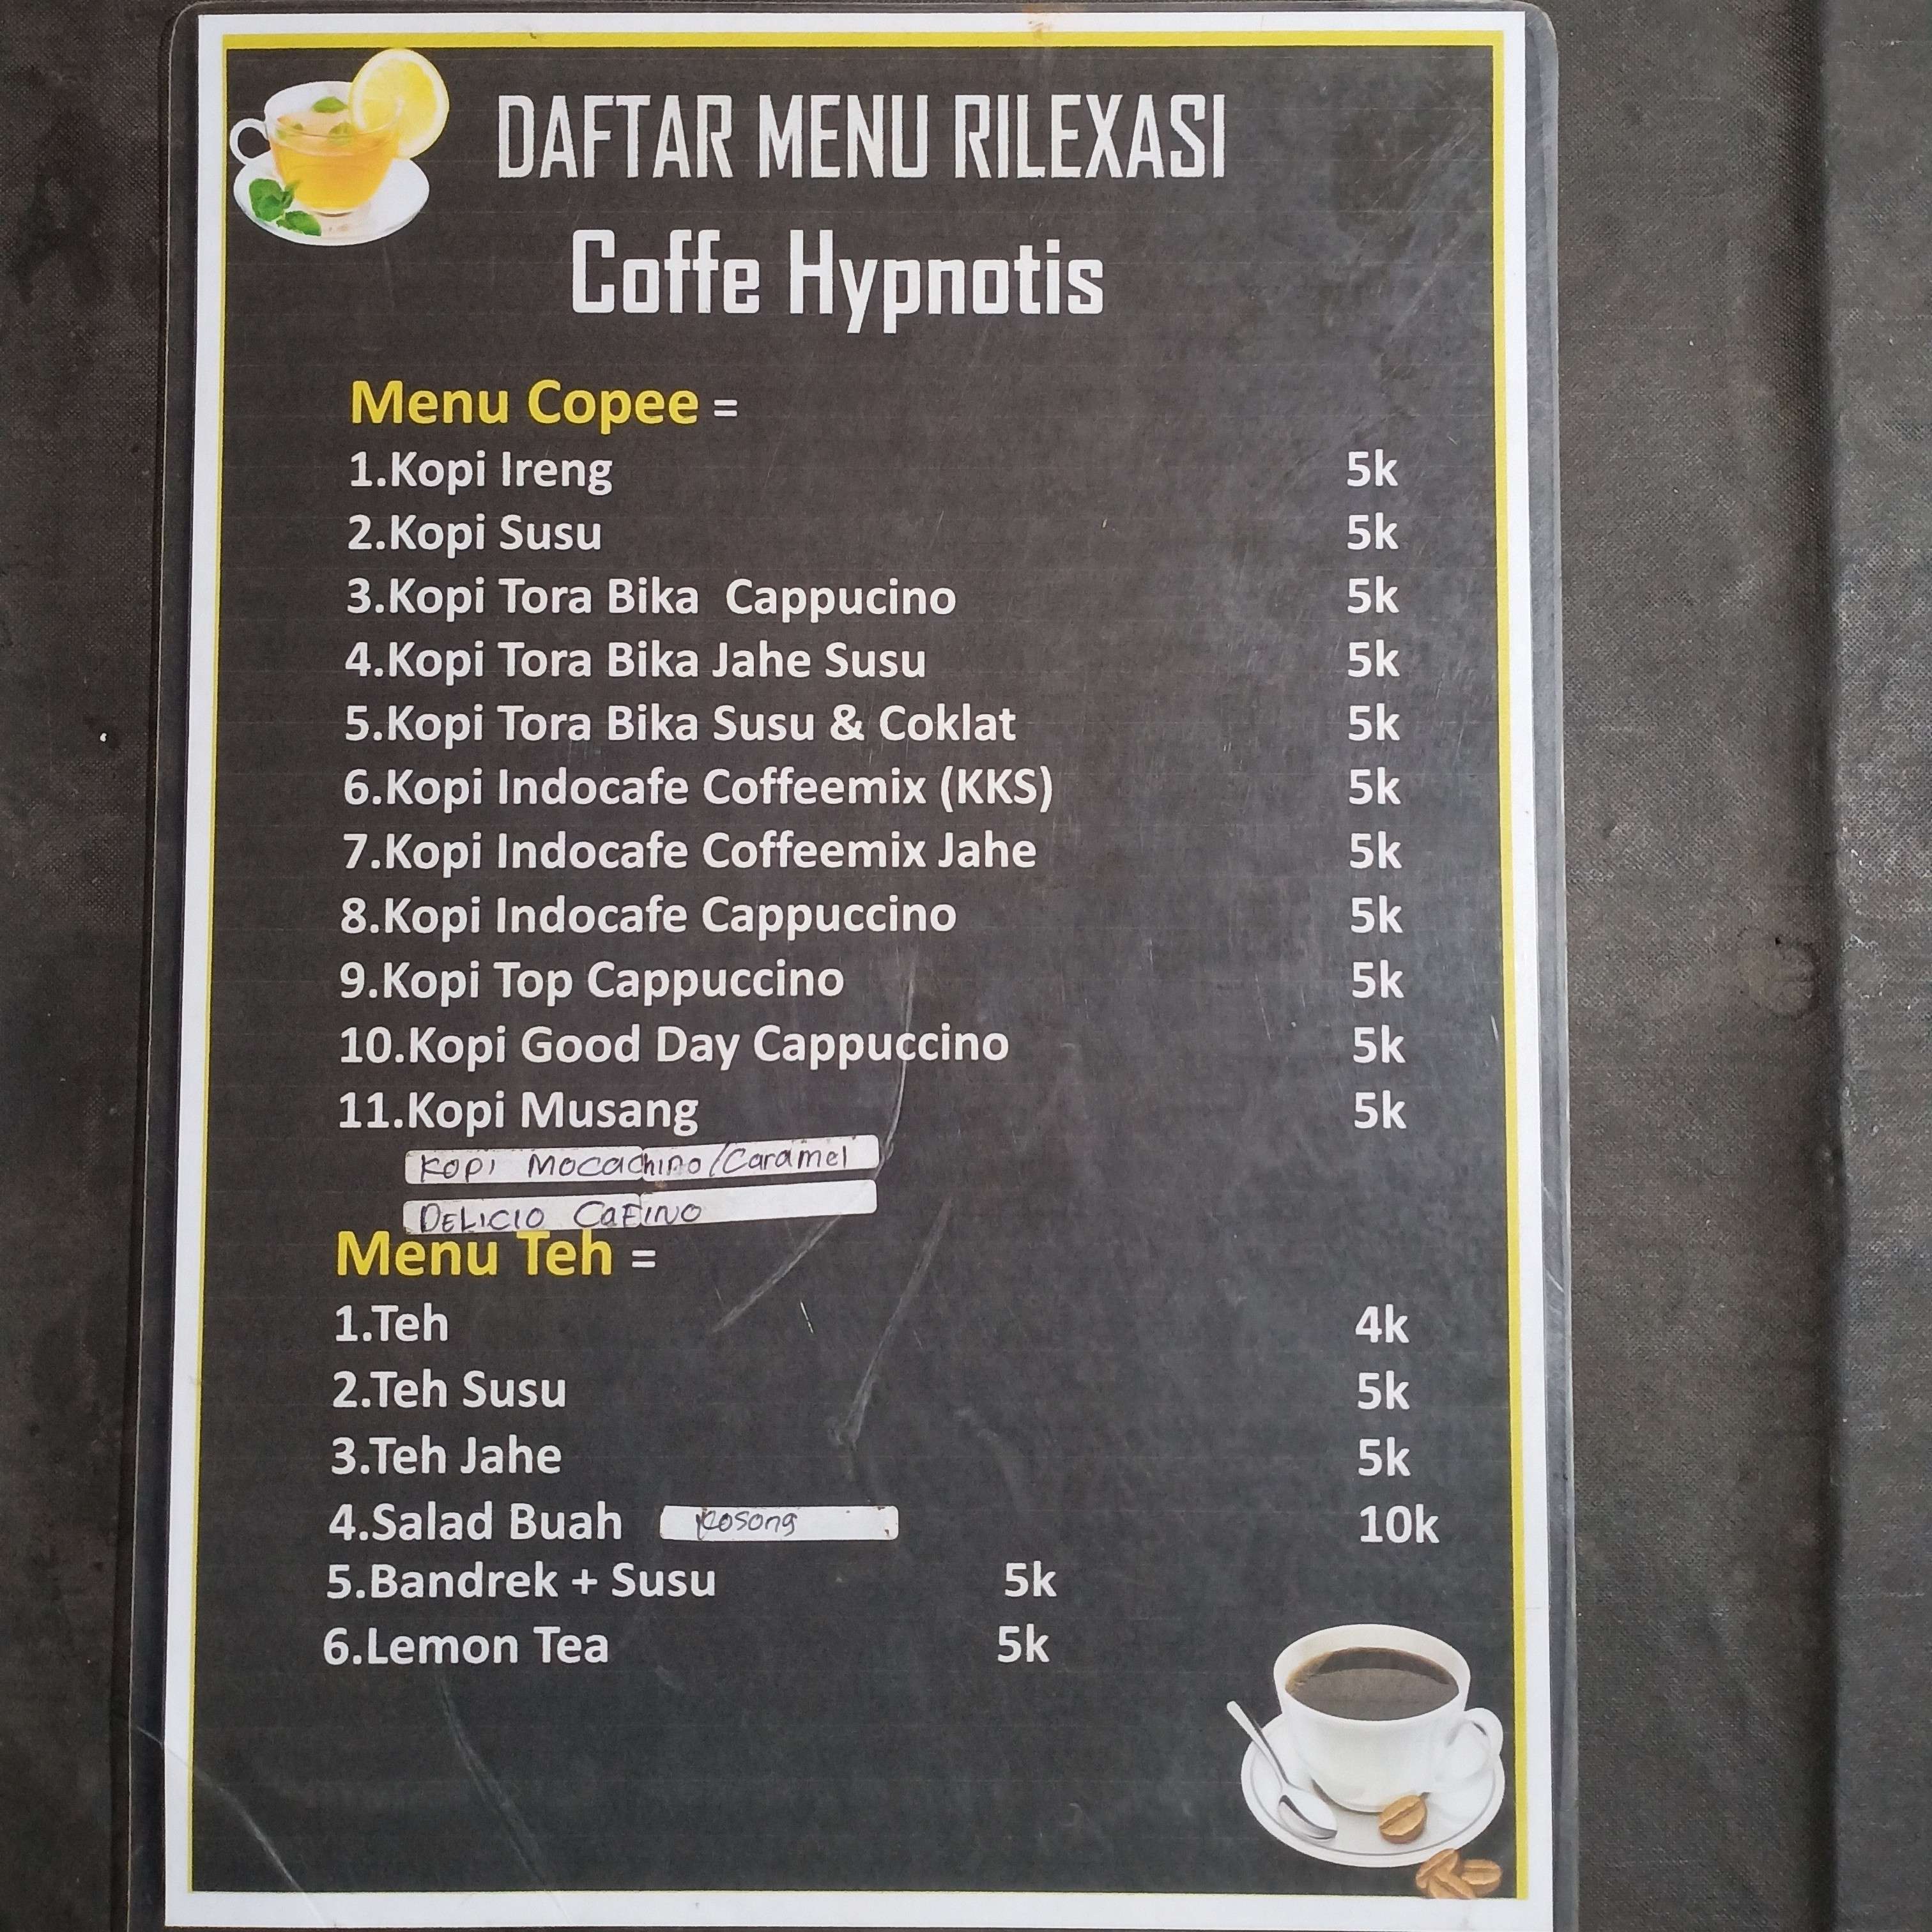 DAFTAR MENU RILEXASI
Coffe Hypnotis
Menu Copee =
1.Kopi Ireng 5k
2.Kopi Susu 5k
3.Kopi Tora Bika Cappucino 5k
4.Kopi Tora Bika Jahe Susu 5k
5.Kopi Tora Bika Susu & Coklat 5k
6.Kopi Indocafe Coffeemix (KKS) 5k
7.Kopi Indocafe Coffeemix Jahe 5k
8.Kopi Indocafe Cappuccino 5k
9.Kopi Top Cappuccino 5k
10.Kopi Good Day Cappuccino 5k
11.Kopi Musang 5k
KOPI MOCACHINO/Caramel
DELICIO CaFINO
Menu Teh =
1.Teh 4k
2.Teh Susu 5k
3.Teh Jahe 5k
4.Salad Buah Kosong 10k
5.Bandrek + Susu 5k
6.Lemon Tea 5k